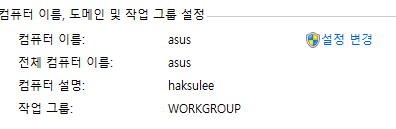 컴퓨터 이름, 도메인 및 작업 그룹 설정
컴퓨터 이름: asus 설정 변경
전체 컴퓨터 이름: asus
컴퓨터 설명: haksulee
작업 그룹: WORKGROUP